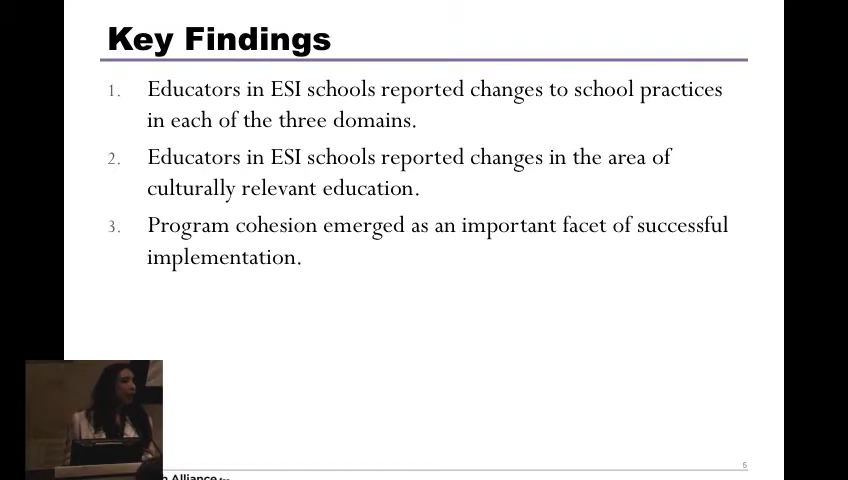 Key Findings
1. Educators in ESI schools reported changes to school practices
in each of the three domains.
2. Educators in ESI schools reported changes in the area of
culturally relevant education.
3. Program cohesion emerged as an important facet of successful
implementation.
5
Alliance for